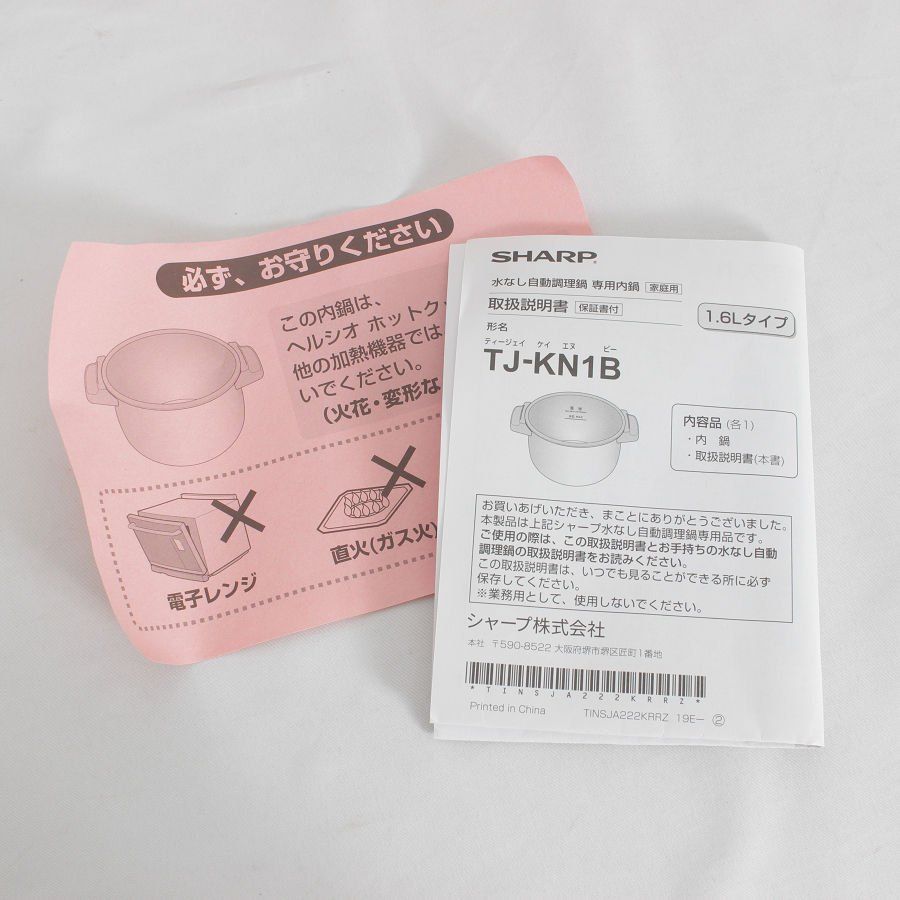 必ず、お守りください
この内鍋は、
ヘルシオ ホットク
他の加熱機器では
いでください。
(火花・変形な
電子レンジ
直火(ガス火)
SHARP
水なし自動調理鍋 専用内鍋 家庭用
取扱説明書 保証書付
1.6Lタイプ
形名
ティージェイ ケイ エヌ ビー
TJ-KN1B
内容品 (各1)
・内 鍋
・取扱説明書(本書)
お買いあげいただき、まことにありがとうございました。
本製品は上記シャープ水なし自動調理鍋専用品です。
ご使用の際は、この取扱説明書とお手持ちの水なし自動
調理鍋の取扱説明書をお読みください。
この取扱説明書は、いつでも見ることができる所に必ず
保存してください。
※業務用として、使用しないでください。
シャープ株式会社
本社 〒590-8522 大阪府堺市堺区匠町1番地
*TINSJA222KRRZ*
Printed in China TINSJA222KRRZ 19E- ②